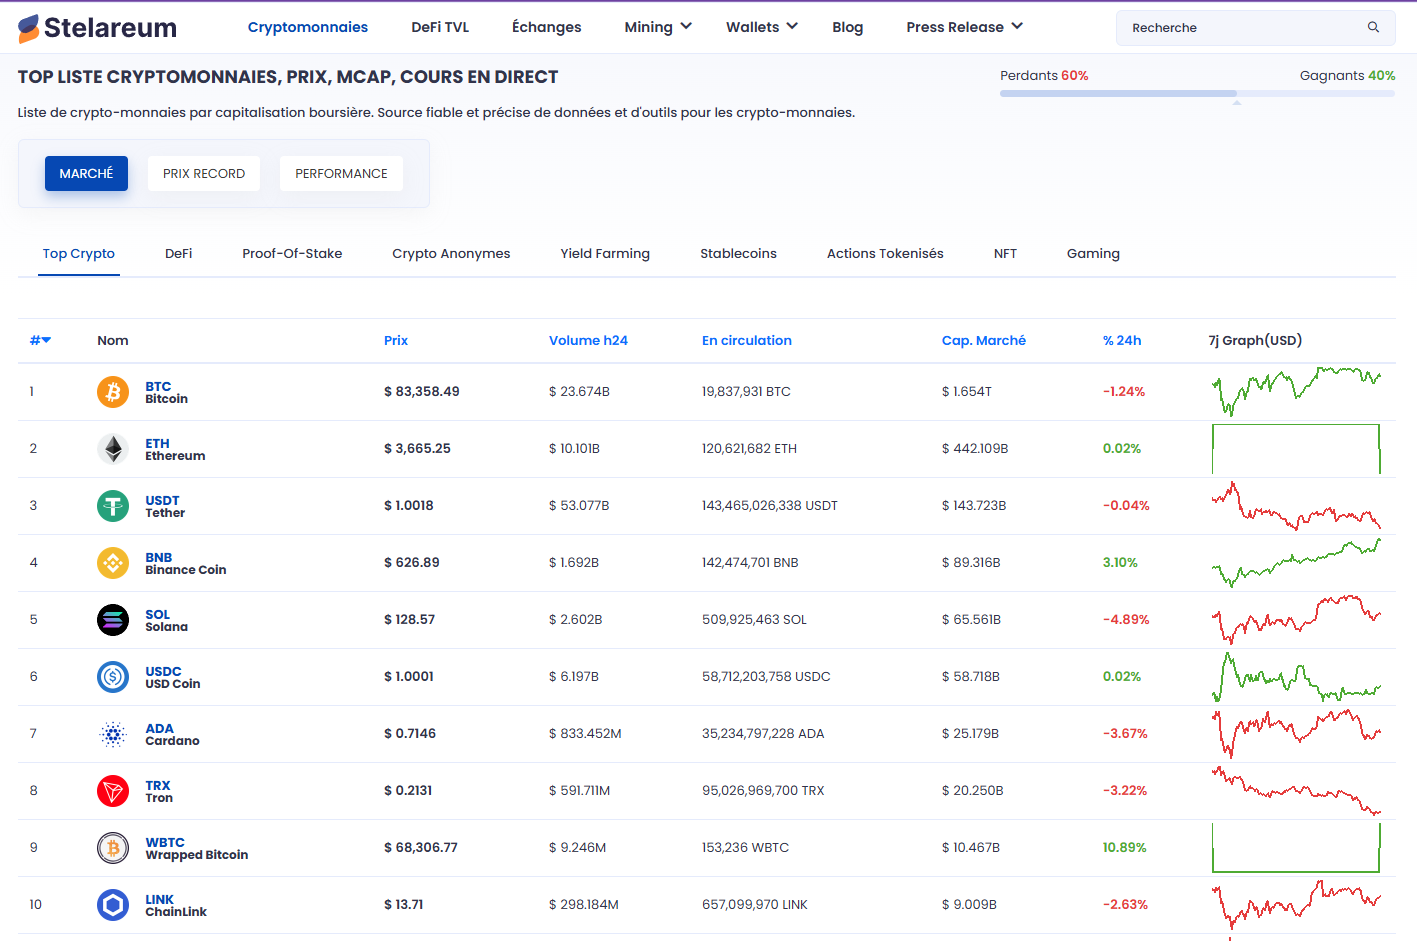 Stelareum
Cryptomonnaies DeFi TVL Échanges Mining Wallets Blog Press Release Recherche
TOP LISTE CRYPTOMONNAIES, PRIX, MCAP, COURS EN DIRECT
Perdants 60% Gagnants 40%
Liste de crypto-monnaies par capitalisation boursière. Source fiable et précise de données et d'outils pour les crypto-monnaies.
MARCHÉ PRIX RECORD PERFORMANCE
Top Crypto DeFi Proof-Of-Stake Crypto Anonymes Yield Farming Stablecoins Actions Tokenisés NFT Gaming
# Nom Prix Volume h24 En circulation Cap. Marché % 24h 7j Graph(USD)
1 BTC Bitcoin $ 83,358.49 $ 23.674B 19,837,931 BTC $ 1.654T -1.24%
2 ETH Ethereum $ 3,665.25 $ 10.101B 120,621,682 ETH $ 442.109B 0.02%
3 USDT Tether $ 1.0018 $ 53.077B 143,465,026,338 USDT $ 143.723B -0.04%
4 BNB Binance Coin $ 626.89 $ 1.692B 142,474,701 BNB $ 89.316B 3.10%
5 SOL Solana $ 128.57 $ 2.602B 509,925,463 SOL $ 65.561B -4.89%
6 USDC USD Coin $ 1.0001 $ 6.197B 58,712,203,758 USDC $ 58.718B 0.02%
7 ADA Cardano $ 0.7146 $ 833.452M 35,234,797,228 ADA $ 25.179B -3.67%
8 TRX Tron $ 0.2131 $ 591.711M 95,026,969,700 TRX $ 20.250B -3.22%
9 WBTC Wrapped Bitcoin $ 68,306.77 $ 9.246M 153,236 WBTC $ 10.467B 10.89%
10 LINK ChainLink $ 13.71 $ 298.184M 657,099,970 LINK $ 9.009B -2.63%